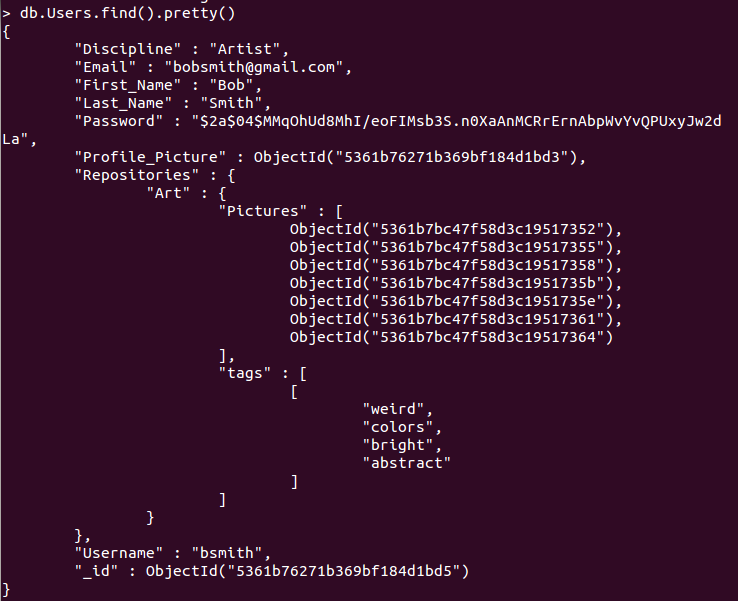 > db.Users.find().pretty()
{
        "Discipline" : "Artist",
        "Email" : "bobsmith@gmail.com",
        "First_Name" : "Bob",
        "Last_Name" : "Smith",
        "Password" : "$2a$04$MMqOhUd8MhI/eoFIMsb3S.n0XaAnMCRrErnAbpWvYvQPUxyJw2d
La",
        "Profile_Picture" : ObjectId("5361b76271b369bf184d1bd3"),
        "Repositories" : {
                "Art" : {
                        "Pictures" : [
                                ObjectId("5361b7bc47f58d3c19517352"),
                                ObjectId("5361b7bc47f58d3c19517355"),
                                ObjectId("5361b7bc47f58d3c19517358"),
                                ObjectId("5361b7bc47f58d3c1951735b"),
                                ObjectId("5361b7bc47f58d3c1951735e"),
                                ObjectId("5361b7bc47f58d3c19517361"),
                                ObjectId("5361b7bc47f58d3c19517364")
                        ],
                        "tags" : [
                                [
                                        "weird",
                                        "colors",
                                        "bright",
                                        "abstract"
                                ]
                        ]
                }
        },
        "Username" : "bsmith",
        "_id" : ObjectId("5361b76271b369bf184d1bd5")
}